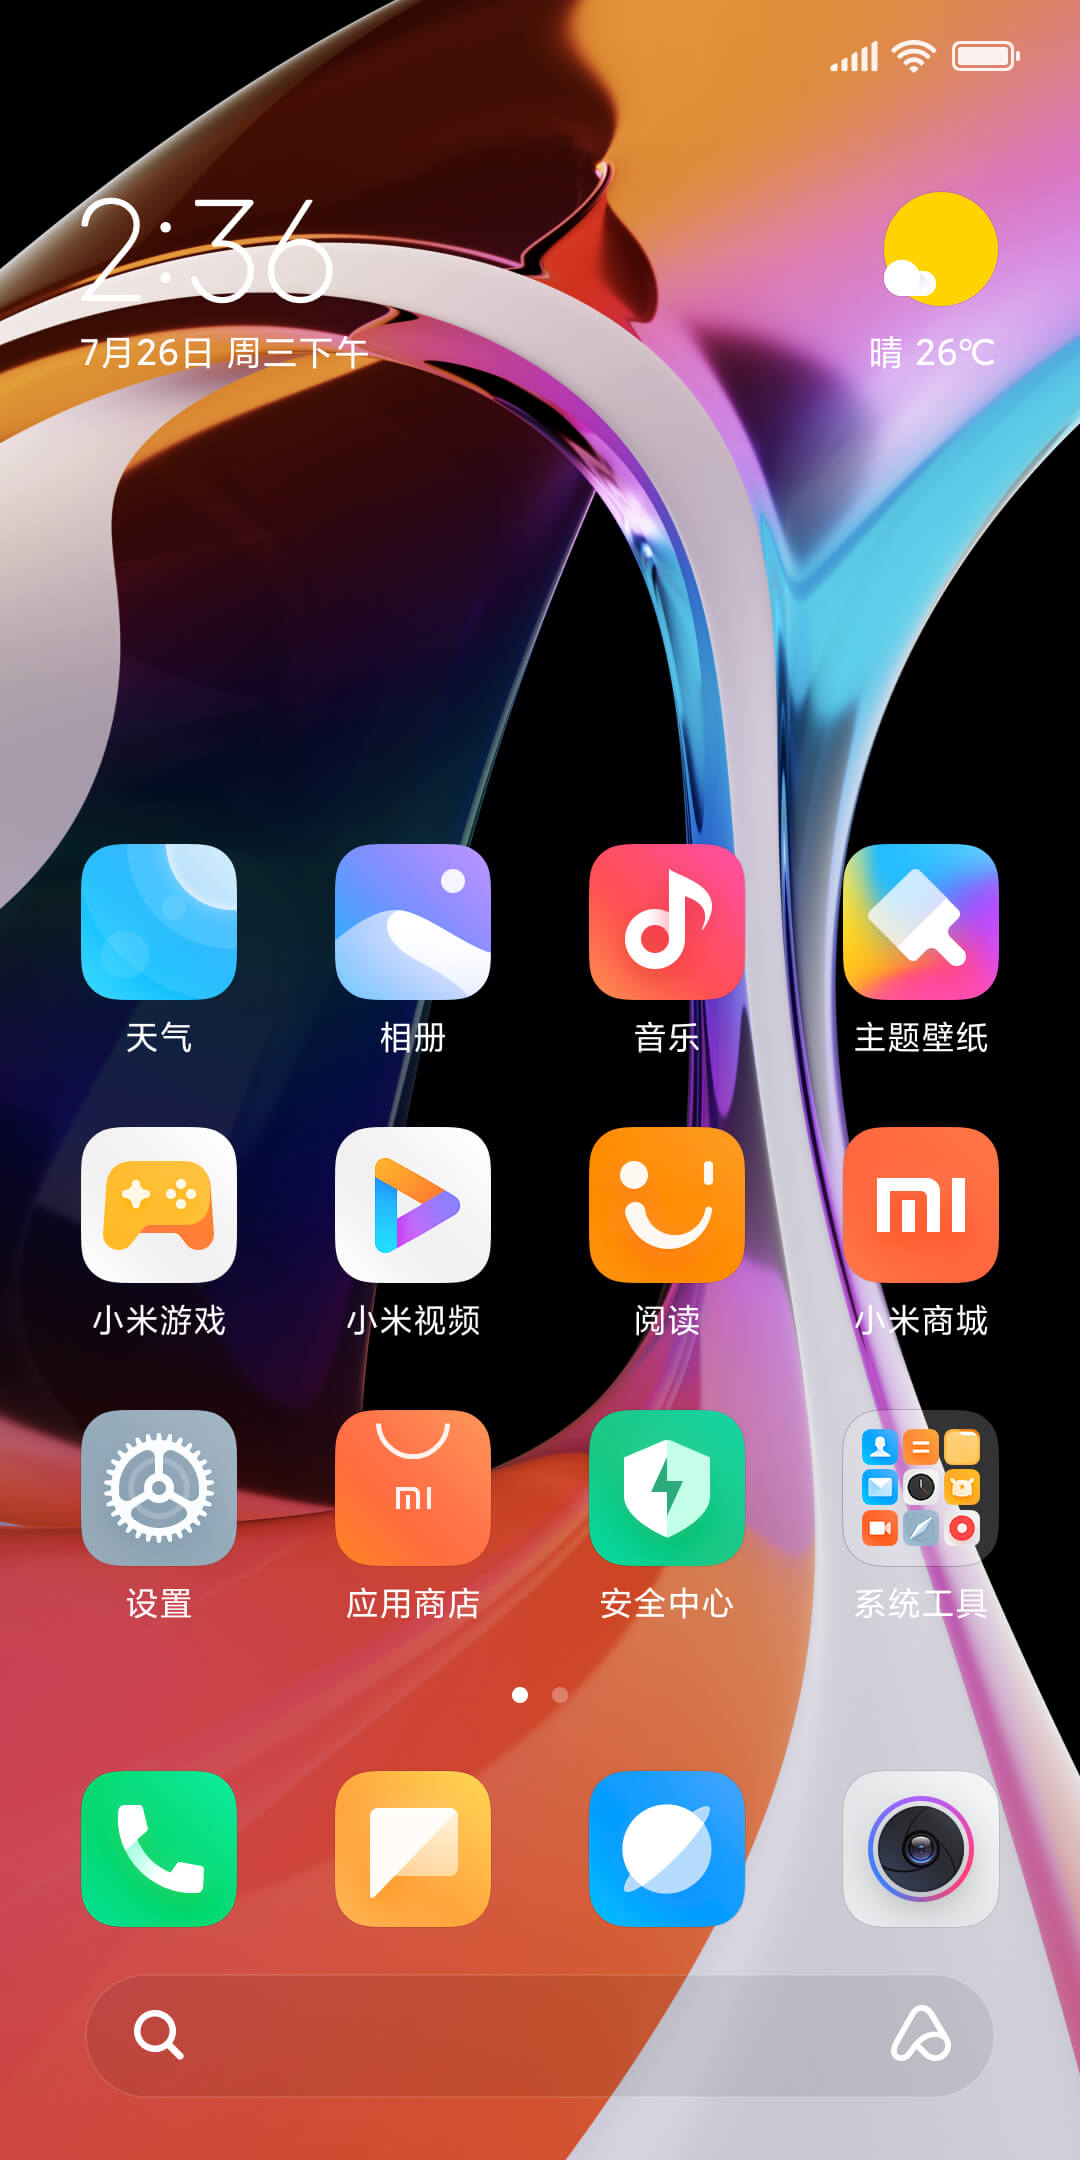 2:36
7月26日 周三下午
晴 26℃
天气
相册
音乐
主题壁纸
小米游戏
小米视频
阅读
mi
小米商城
设置
mi
应用商店
安全中心
系统工具